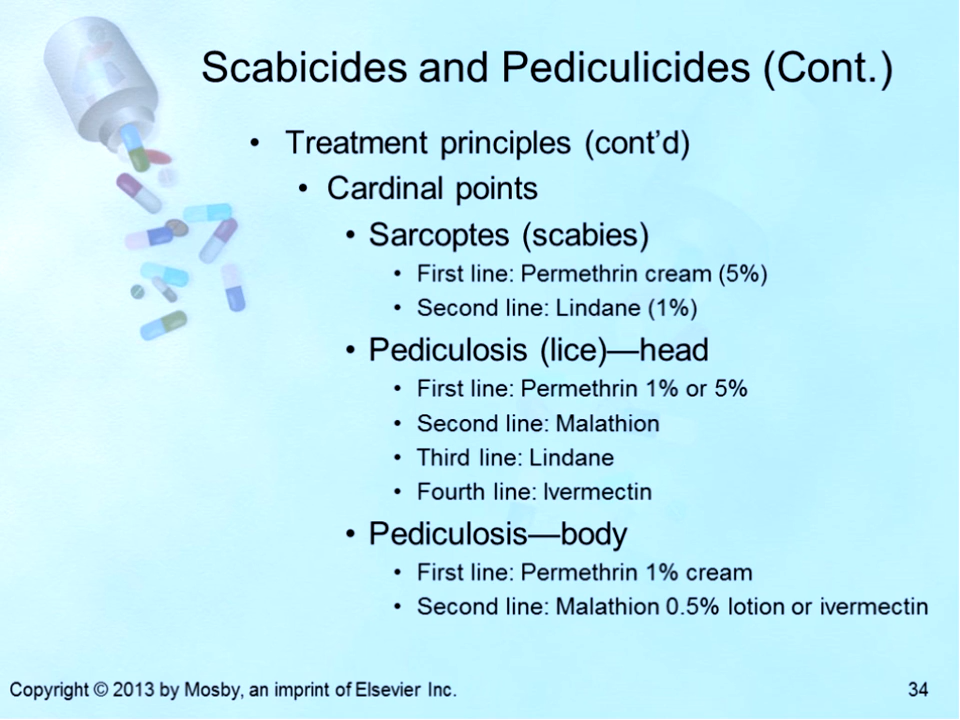 Scabicides and Pediculicides (Cont.)
• Treatment principles (cont’d)
• Cardinal points
• Sarcoptes (scabies)
• First line: Permethrin cream (5%)
• Second line: Lindane (1%)
• Pediculosis (lice)—head
• First line: Permethrin 1% or 5%
• Second line: Malathion
• Third line: Lindane
• Fourth line: Ivermectin
• Pediculosis—body
• First line: Permethrin 1% cream
• Second line: Malathion 0.5% lotion or ivermectin
Copyright © 2013 by Mosby, an imprint of Elsevier Inc.
34